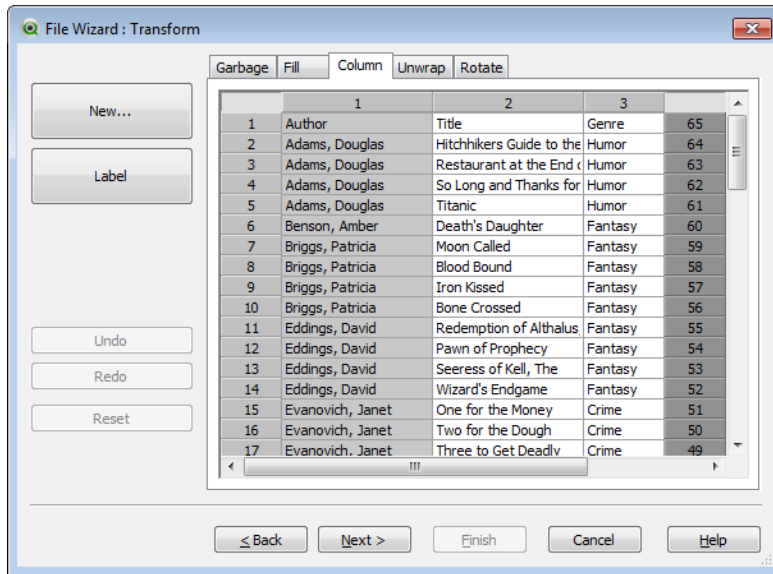 File Wizard : Transform
Garbage Fill Column Unwrap Rotate
New...
Label
Undo
Redo
Reset
1 2 3
1 Author Title Genre 65
2 Adams, Douglas Hitchhikers Guide to the Humor 64
3 Adams, Douglas Restaurant at the End Humor 63
4 Adams, Douglas So Long and Thanks for Humor 62
5 Adams, Douglas Titanic Humor 61
6 Benson, Amber Death's Daughter Fantasy 60
7 Briggs, Patricia Moon Called Fantasy 59
8 Briggs, Patricia Blood Bound Fantasy 58
9 Briggs, Patricia Iron Kissed Fantasy 57
10 Briggs, Patricia Bone Crossed Fantasy 56
11 Eddings, David Redemption of Althalus, Fantasy 55
12 Eddings, David Pawn of Prophecy Fantasy 54
13 Eddings, David Seeress of Kell, The Fantasy 53
14 Eddings, David Wizard's Endgame Fantasy 52
15 Evanovich, Janet One for the Money Crime 51
16 Evanovich, Janet Two for the Dough Crime 50
17 Evanovich, Janet Three to Get Deadly Crime 49
< Back Next > Finish Cancel Help